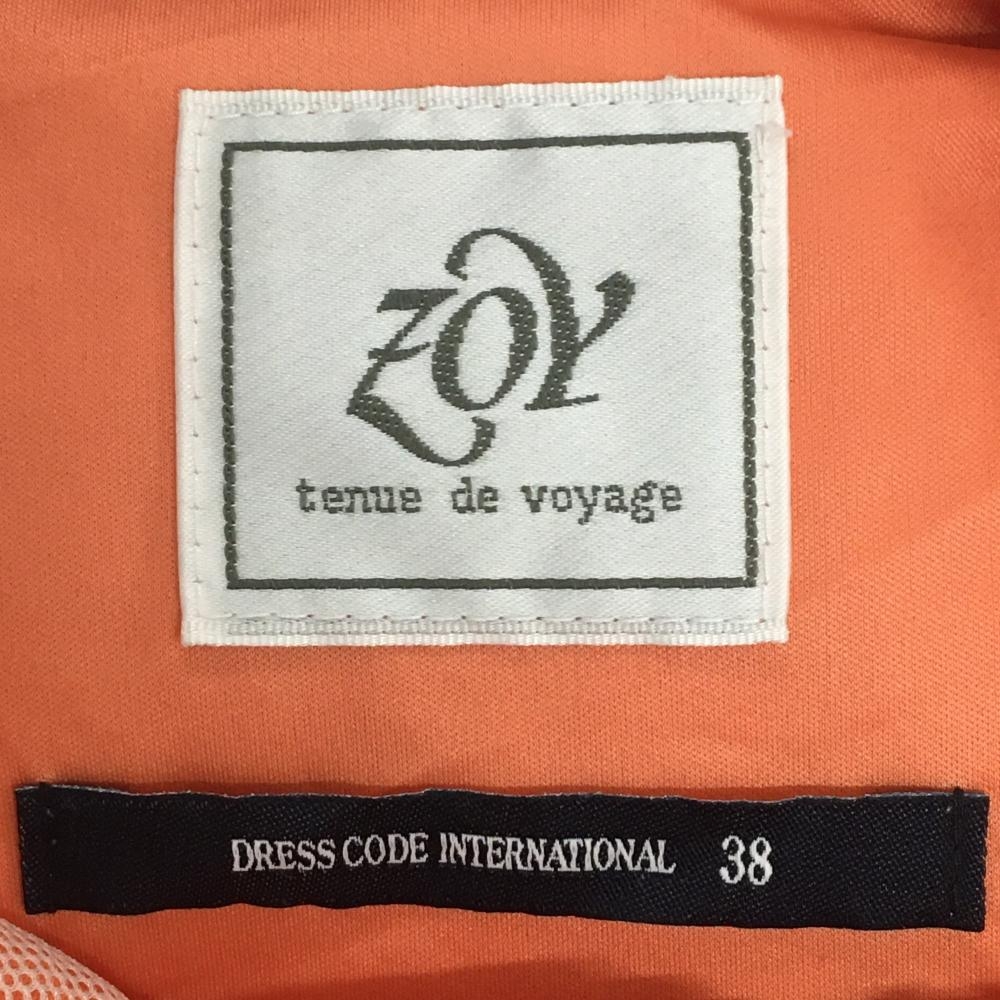 ZOY
tenue de voyage
DRESS CODE INTERNATIONAL 38